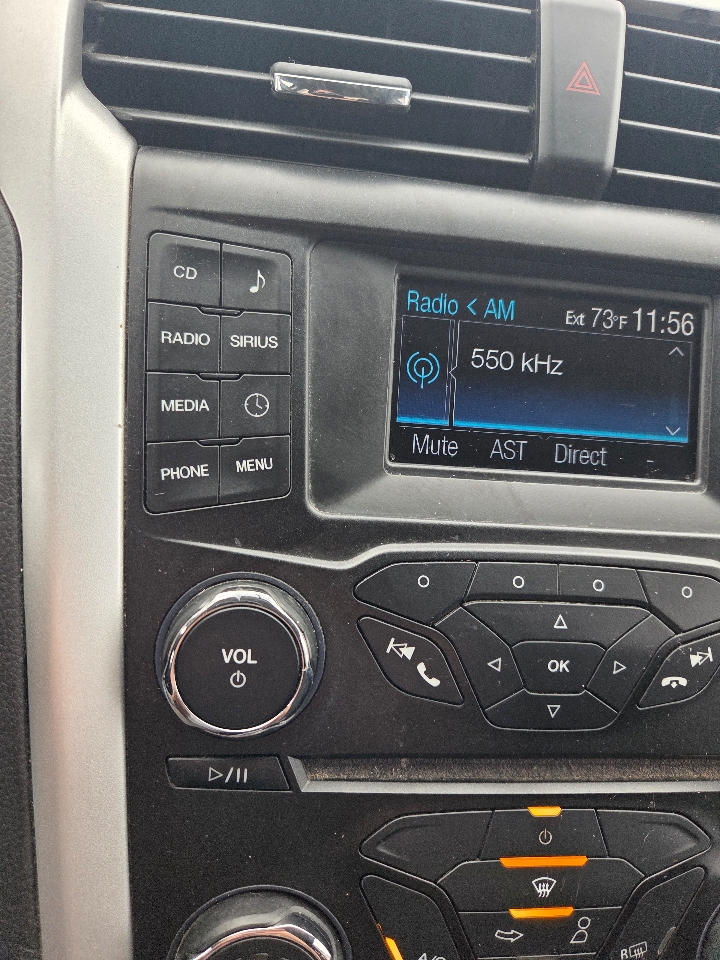 CD
RADIO SIRIUS
MEDIA
PHONE MENU
Radio < AM Ext 73°F 11:56
550 kHz
Mute AST Direct -
VOL
OK
A/C
R